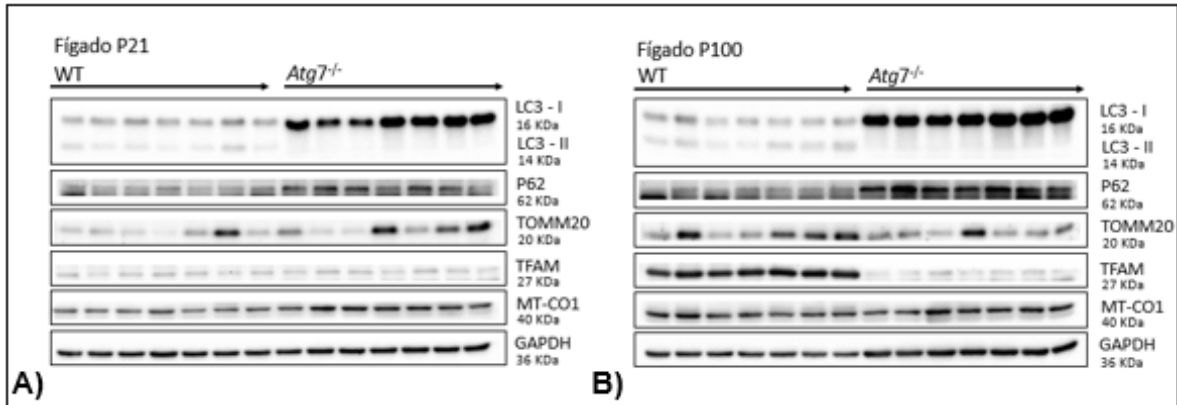 Fígado P21
WT
Atg7-/-
LC3 - I
16 KDa
LC3 - II
14 KDa
P62
62 KDa
TOMM20
20 KDa
TFAM
27 KDa
MT-CO1
40 KDa
GAPDH
36 KDa
A)
Fígado P100
WT
Atg7-/-
LC3 - I
16 KDa
LC3 - II
14 KDa
P62
62 KDa
TOMM20
20 KDa
TFAM
27 KDa
MT-CO1
40 KDa
GAPDH
36 KDa
B)